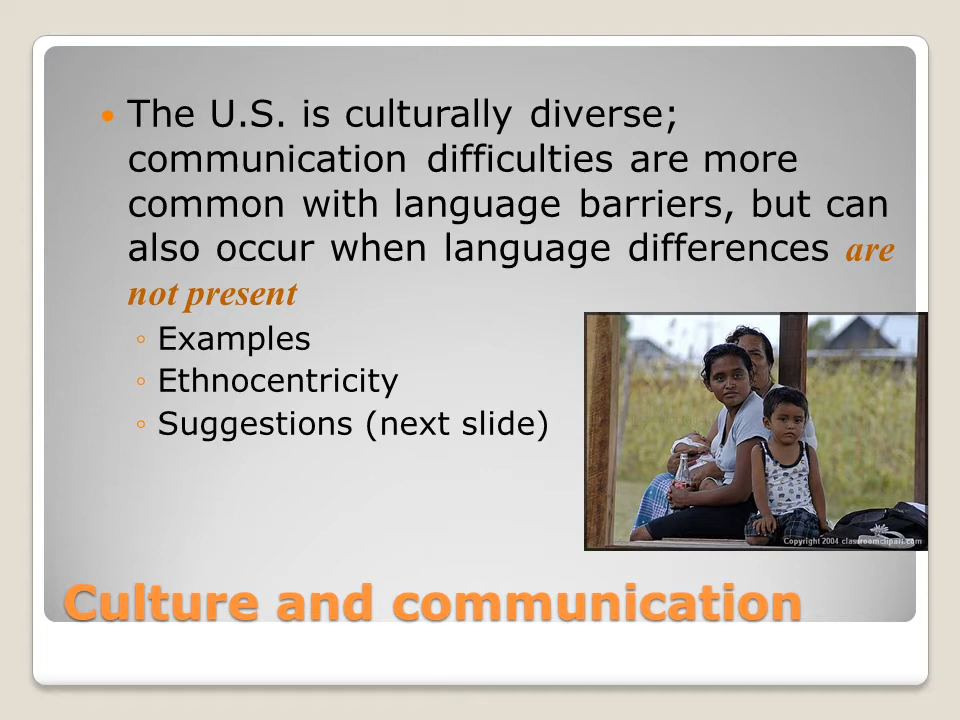 The U.S. is culturally diverse;
communication difficulties are more
common with language barriers, but can
also occur when language differences are
not present
Examples
Ethnocentricity
Suggestions (next slide)
Copyright 2004 classroomclipart.com
Culture and communication